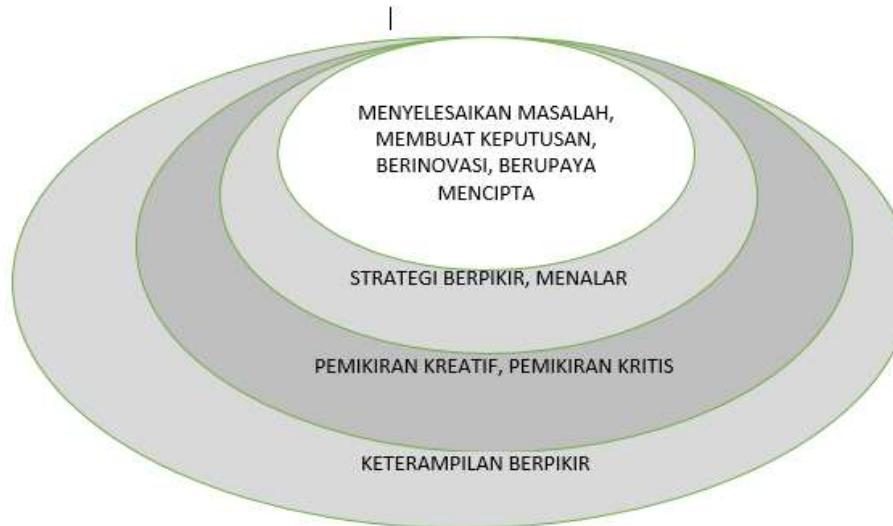 MENYELESAIKAN MASALAH,
MEMBUAT KEPUTUSAN,
BERINOVASI, BERUPAYA
MENCIPTA
STRATEGI BERPIKIR, MENALAR
PEMIKIRAN KREATIF, PEMIKIRAN KRITIS
KETERAMPILAN BERPIKIR